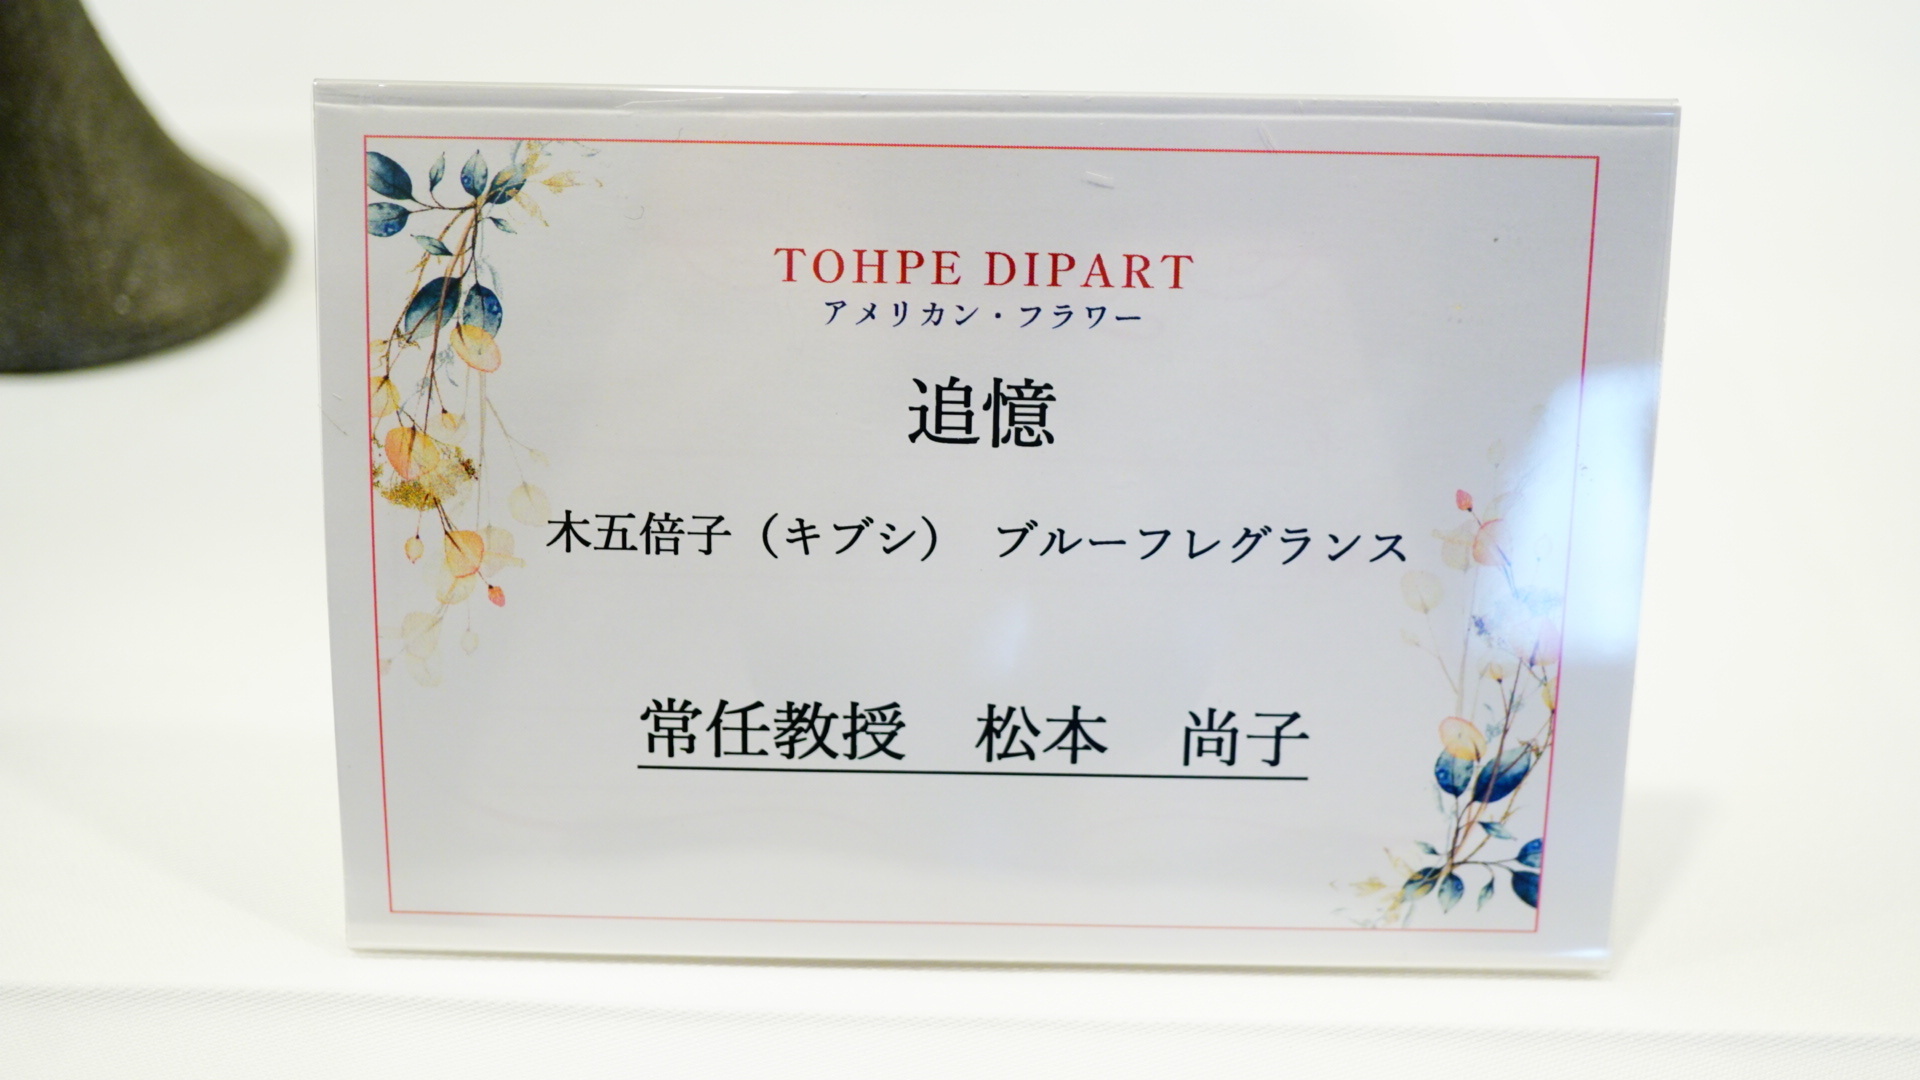 TOHPE DIPART
アメリカン・フラワー
追憶
木五倍子（キブシ）　ブルーフレグランス
常任教授　松本　尚子